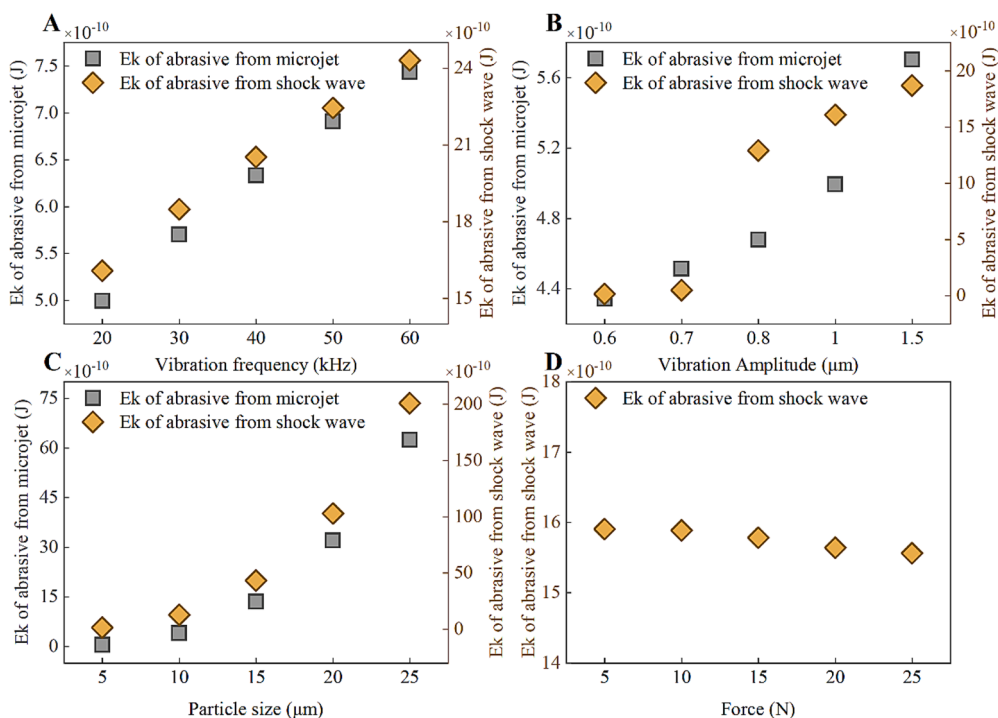 A
×10⁻¹⁰
×10⁻¹⁰
Ek of abrasive from microjet (J)
7.5
7.0
6.5
6.0
5.5
5.0
Ek of abrasive from microjet
Ek of abrasive from shock wave
24
21
18
15
Ek of abrasive from shock wave (J)
20 30 40 50 60
Vibration frequency (kHz)
B
×10⁻¹⁰
×10⁻¹⁰
Ek of abrasive from microjet (J)
5.6
5.2
4.8
4.4
Ek of abrasive from microjet
Ek of abrasive from shock wave
20
15
10
5
0
Ek of abrasive from shock wave (J)
0.6 0.7 0.8 1 1.5
Vibration Amplitude (μm)
C
×10⁻¹⁰
×10⁻¹⁰
Ek of abrasive from microjet (J)
75
60
45
30
15
0
Ek of abrasive from microjet
Ek of abrasive from shock wave
200
150
100
50
0
Ek of abrasive from shock wave (J)
5 10 15 20 25
Particle size (μm)
D
×10⁻¹⁰
Ek of abrasive from shock wave (J)
18
17
16
15
14
Ek of abrasive from shock wave
5 10 15 20 25
Force (N)